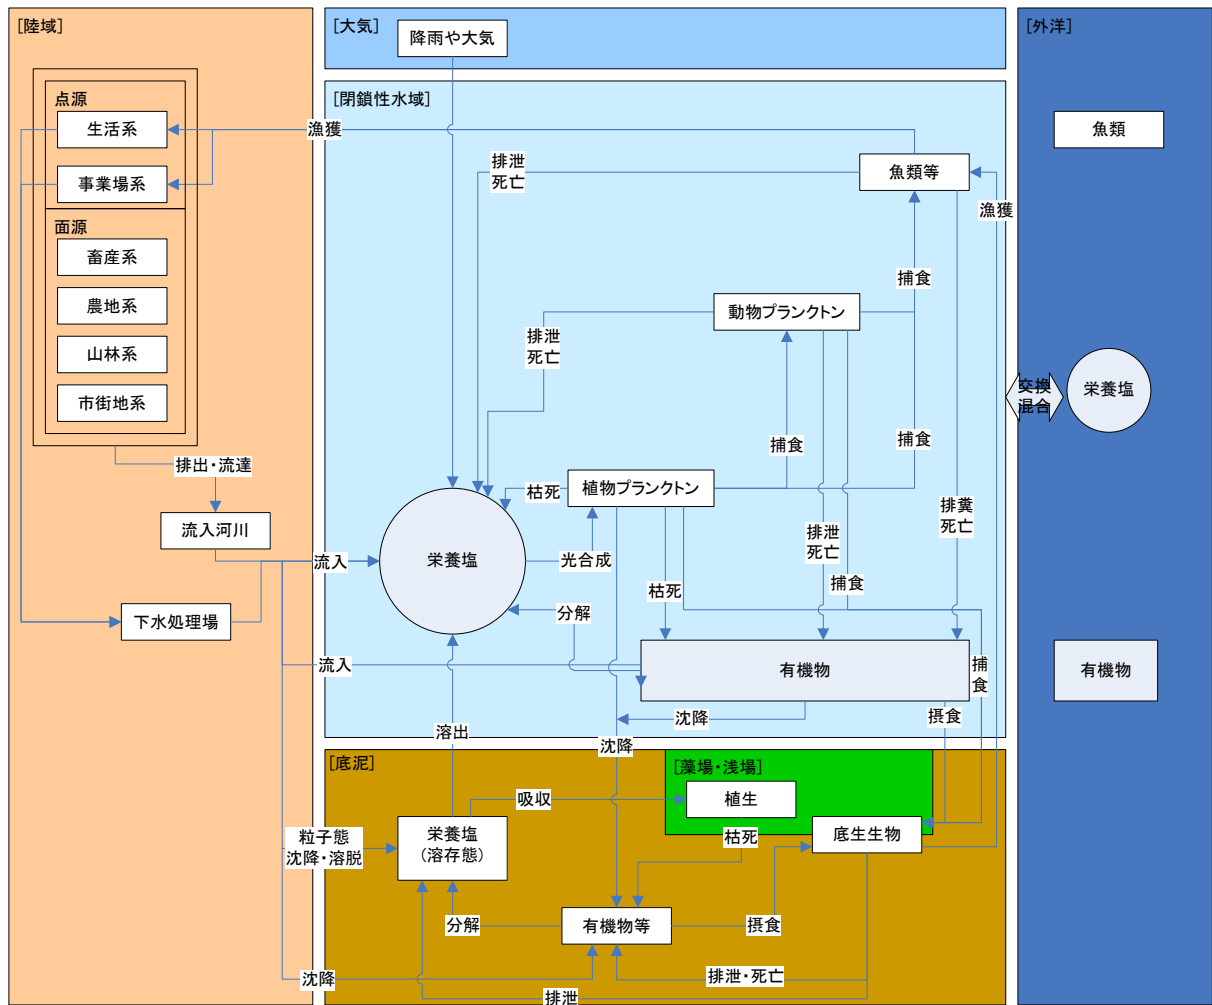 [陸域]
点源
生活系
事業場系
面源
畜産系
農地系
山林系
市街地系
排出・流達
流入河川
下水処理場
[大気]
降雨や大気
[閉鎖性水域]
漁獲
排泄
死亡
魚類等
漁獲
捕食
動物プランクトン
排泄
死亡
捕食
捕食
枯死
植物プランクトン
排糞
死亡
排泄
死亡
流入
栄養塩
光合成
捕食
枯死
分解
流入
有機物
捕
食
沈降
摂食
溶出
沈降
[底泥]
[藻場・浅場]
植生
吸収
粒子態
沈降・溶脱
栄養塩
（溶存態）
枯死
底生生物
分解
有機物等
摂食
沈降
排泄・死亡
排泄
[外洋]
魚類
交換
混合
栄養塩
有機物